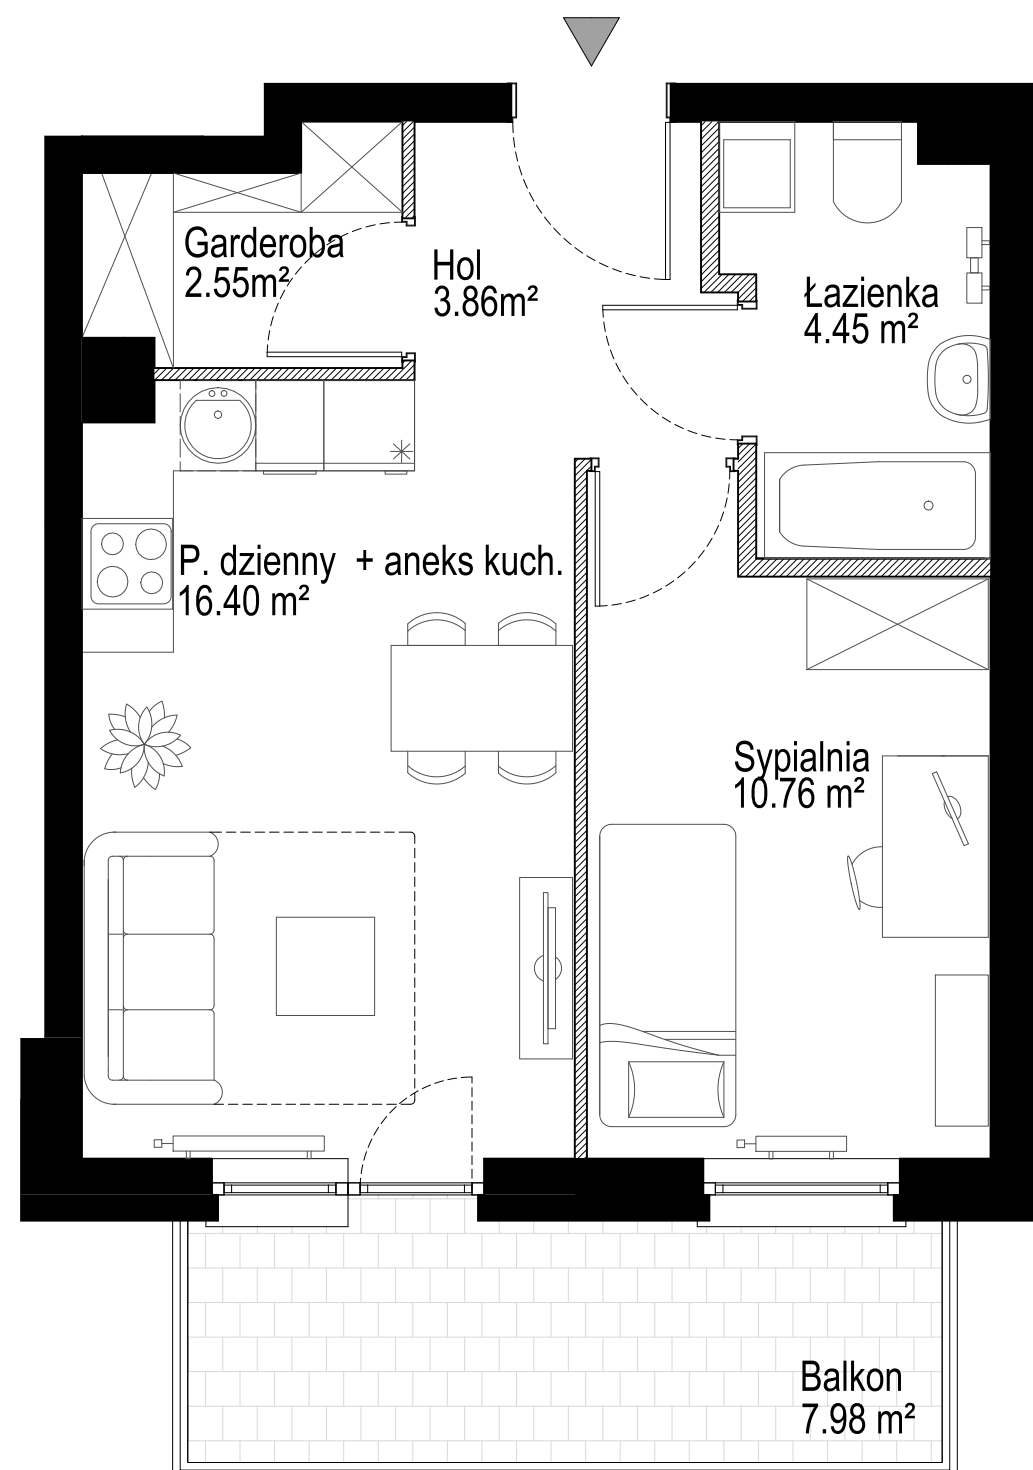 Garderoba
2.55m²
Hol
3.86m²
Łazienka
4.45 m²
P. dzienny + aneks kuch.
16.40 m²
Sypialnia
10.76 m²
Balkon
7.98 m²